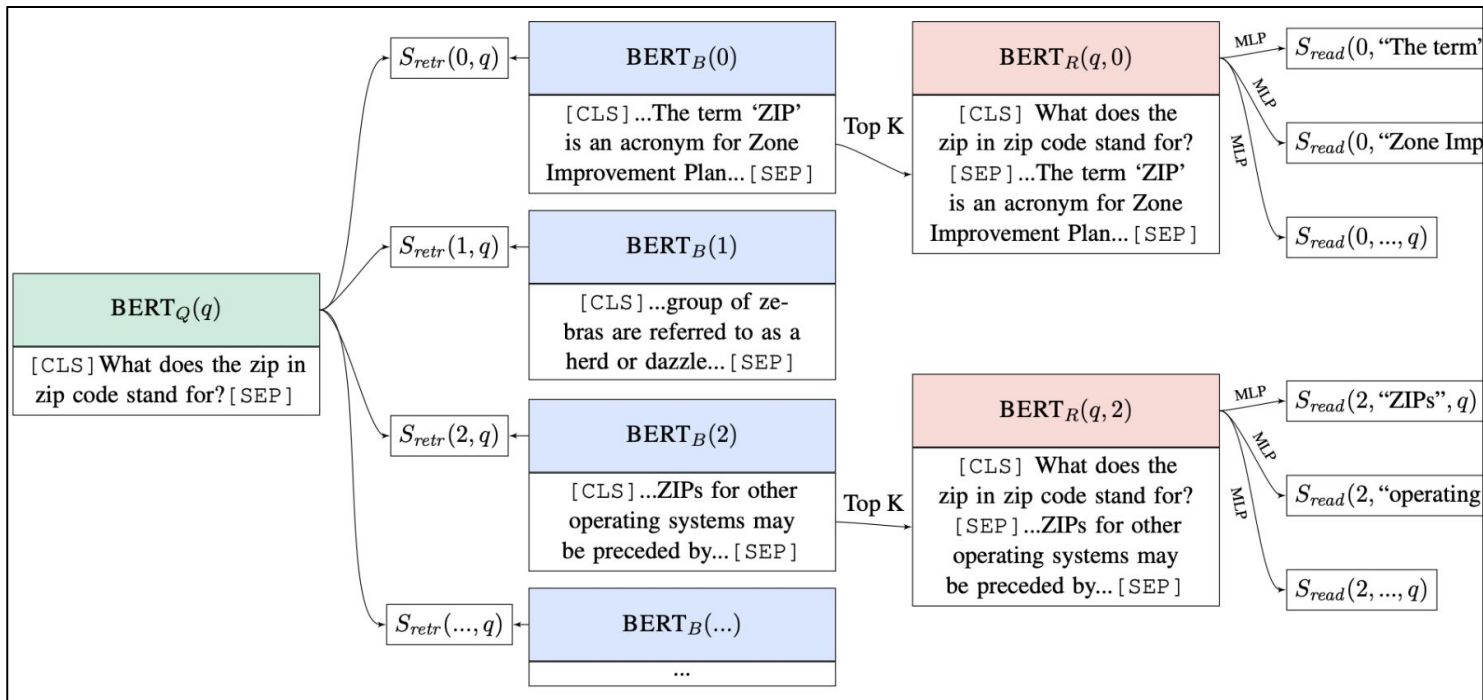 BERT_Q(q)
[CLS]What does the zip in
zip code stand for?[SEP]
S_retr(0, q)
S_retr(1, q)
S_retr(2, q)
S_retr(..., q)
BERT_B(0)
[CLS]...The term ‘ZIP’
is an acronym for Zone
Improvement Plan...[SEP]
BERT_B(1)
[CLS]...group of ze-
bras are referred to as a
herd or dazzle...[SEP]
BERT_B(2)
[CLS]...ZIPs for other
operating systems may
be preceded by...[SEP]
BERT_B(...)
...
Top K
Top K
BERT_R(q, 0)
[CLS] What does the
zip in zip code stand for?
[SEP]...The term ‘ZIP’
is an acronym for Zone
Improvement Plan...[SEP]
BERT_R(q, 2)
[CLS] What does the
zip in zip code stand for?
[SEP]...ZIPs for other
operating systems may
be preceded by...[SEP]
MLP
MLP
MLP
S_read(0, “The term”
S_read(0, “Zone Imp
S_read(0, ..., q)
MLP
MLP
MLP
S_read(2, “ZIPs”, q)
S_read(2, “operating
S_read(2, ..., q)